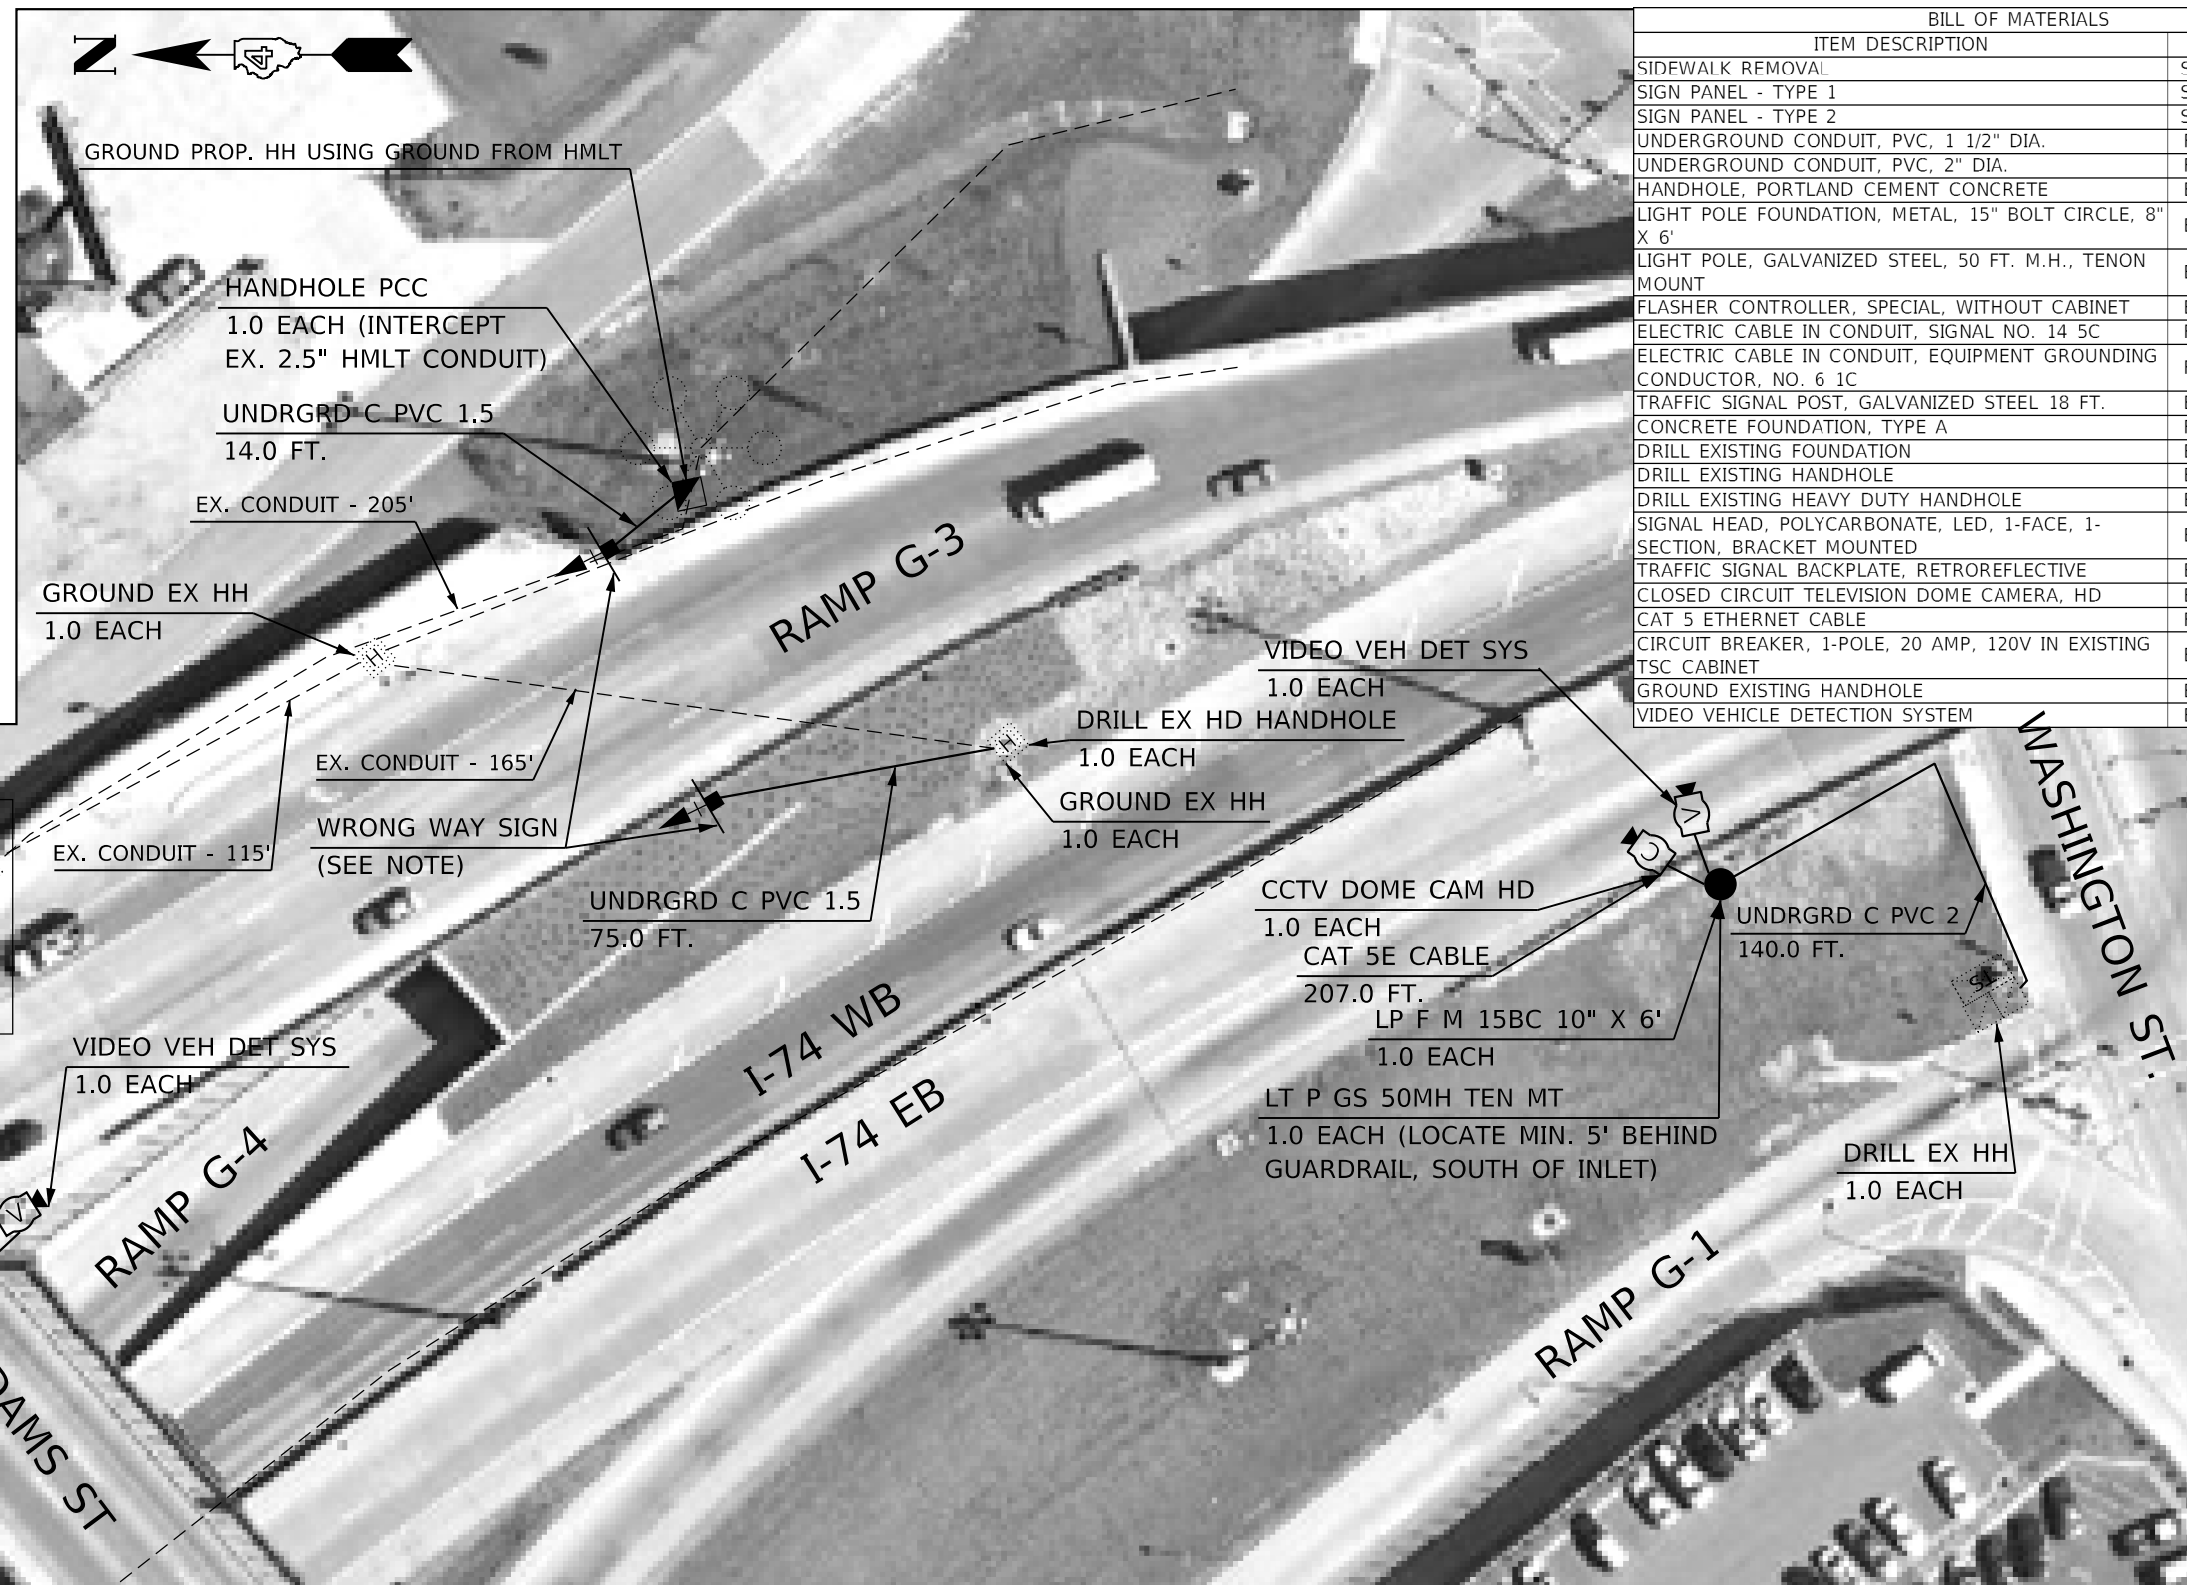 N
4
GROUND PROP. HH USING GROUND FROM HMLT
HANDHOLE PCC
1.0 EACH (INTERCEPT
EX. 2.5" HMLT CONDUIT)
UNDRGRD C PVC 1.5
14.0 FT.
EX. CONDUIT - 205'
GROUND EX HH
1.0 EACH
H
EX. CONDUIT - 165'
EX. CONDUIT - 115'
WRONG WAY SIGN
(SEE NOTE)
UNDRGRD C PVC 1.5
75.0 FT.
RAMP G-3
H
DRILL EX HD HANDHOLE
1.0 EACH
GROUND EX HH
1.0 EACH
VIDEO VEH DET SYS
1.0 EACH
V
C
CCTV DOME CAM HD
1.0 EACH
CAT 5E CABLE
207.0 FT.
LP F M 15BC 10" X 6'
1.0 EACH
LT P GS 50MH TEN MT
1.0 EACH (LOCATE MIN. 5' BEHIND
GUARDRAIL, SOUTH OF INLET)
UNDRGRD C PVC 2
140.0 FT.
WASHINGTON ST.
DRILL EX HH
1.0 EACH
I-74 WB
I-74 EB
VIDEO VEH DET SYS
1.0 EACH
V
RAMP G-4
RAMP G-1
DAMS ST
BILL OF MATERIALS
ITEM DESCRIPTION
SIDEWALK REMOVAL S
SIGN PANEL - TYPE 1 S
SIGN PANEL - TYPE 2 S
UNDERGROUND CONDUIT, PVC, 1 1/2" DIA.
UNDERGROUND CONDUIT, PVC, 2" DIA.
HANDHOLE, PORTLAND CEMENT CONCRETE
LIGHT POLE FOUNDATION, METAL, 15" BOLT CIRCLE, 8"
X 6'
LIGHT POLE, GALVANIZED STEEL, 50 FT. M.H., TENON
MOUNT
FLASHER CONTROLLER, SPECIAL, WITHOUT CABINET
ELECTRIC CABLE IN CONDUIT, SIGNAL NO. 14 5C
ELECTRIC CABLE IN CONDUIT, EQUIPMENT GROUNDING
CONDUCTOR, NO. 6 1C
TRAFFIC SIGNAL POST, GALVANIZED STEEL 18 FT.
CONCRETE FOUNDATION, TYPE A
DRILL EXISTING FOUNDATION
DRILL EXISTING HANDHOLE
DRILL EXISTING HEAVY DUTY HANDHOLE
SIGNAL HEAD, POLYCARBONATE, LED, 1-FACE, 1-
SECTION, BRACKET MOUNTED
TRAFFIC SIGNAL BACKPLATE, RETROREFLECTIVE
CLOSED CIRCUIT TELEVISION DOME CAMERA, HD
CAT 5 ETHERNET CABLE
CIRCUIT BREAKER, 1-POLE, 20 AMP, 120V IN EXISTING
TSC CABINET
GROUND EXISTING HANDHOLE
VIDEO VEHICLE DETECTION SYSTEM